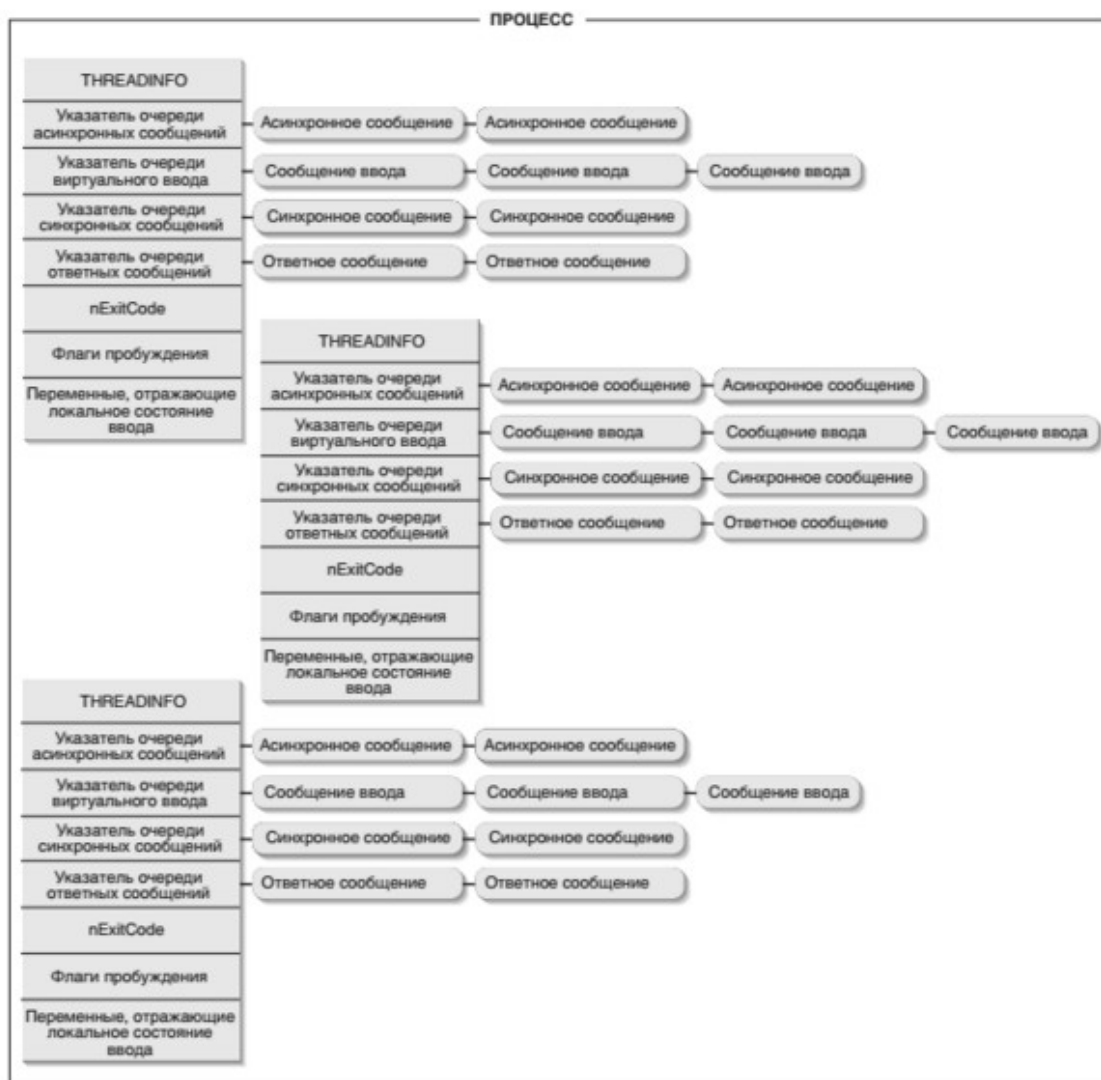 ПРОЦЕСС
THREADINFO
Указатель очереди
асинхронных сообщений
Асинхронное сообщение
Асинхронное сообщение
Указатель очереди
виртуального ввода
Сообщение ввода
Сообщение ввода
Сообщение ввода
Указатель очереди
синхронных сообщений
Синхронное сообщение
Синхронное сообщение
Указатель очереди
ответных сообщений
Ответное сообщение
Ответное сообщение
nExitCode
Флаги пробуждения
Переменные, отражающие
локальное состояние
ввода
THREADINFO
Указатель очереди
асинхронных сообщений
Асинхронное сообщение
Асинхронное сообщение
Указатель очереди
виртуального ввода
Сообщение ввода
Сообщение ввода
Сообщение ввода
Указатель очереди
синхронных сообщений
Синхронное сообщение
Синхронное сообщение
Указатель очереди
ответных сообщений
Ответное сообщение
Ответное сообщение
nExitCode
Флаги пробуждения
Переменные, отражающие
локальное состояние
ввода
THREADINFO
Указатель очереди
асинхронных сообщений
Асинхронное сообщение
Асинхронное сообщение
Указатель очереди
виртуального ввода
Сообщение ввода
Сообщение ввода
Сообщение ввода
Указатель очереди
синхронных сообщений
Синхронное сообщение
Синхронное сообщение
Указатель очереди
ответных сообщений
Ответное сообщение
Ответное сообщение
nExitCode
Флаги пробуждения
Переменные, отражающие
локальное состояние
ввода